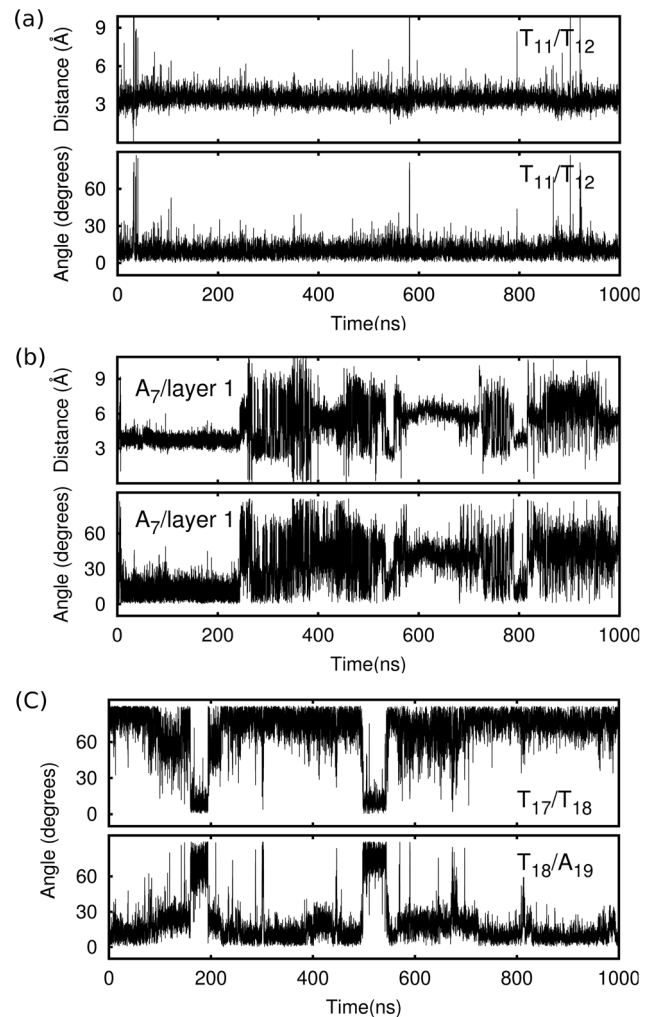 (a)
Distance (Å)
9
6
3
T11/T12
Angle (degrees)
60
30
0
T11/T12
0 200 400 600 800 1000
Time(ns)
(b)
Distance (Å)
9
6
3
A7/layer 1
Angle (degrees)
60
30
0
A7/layer 1
0 200 400 600 800 1000
Time(ns)
(C)
Angle (degrees)
60
30
0
T17/T18
60
30
0
T18/A19
0 200 400 600 800 1000
Time(ns)